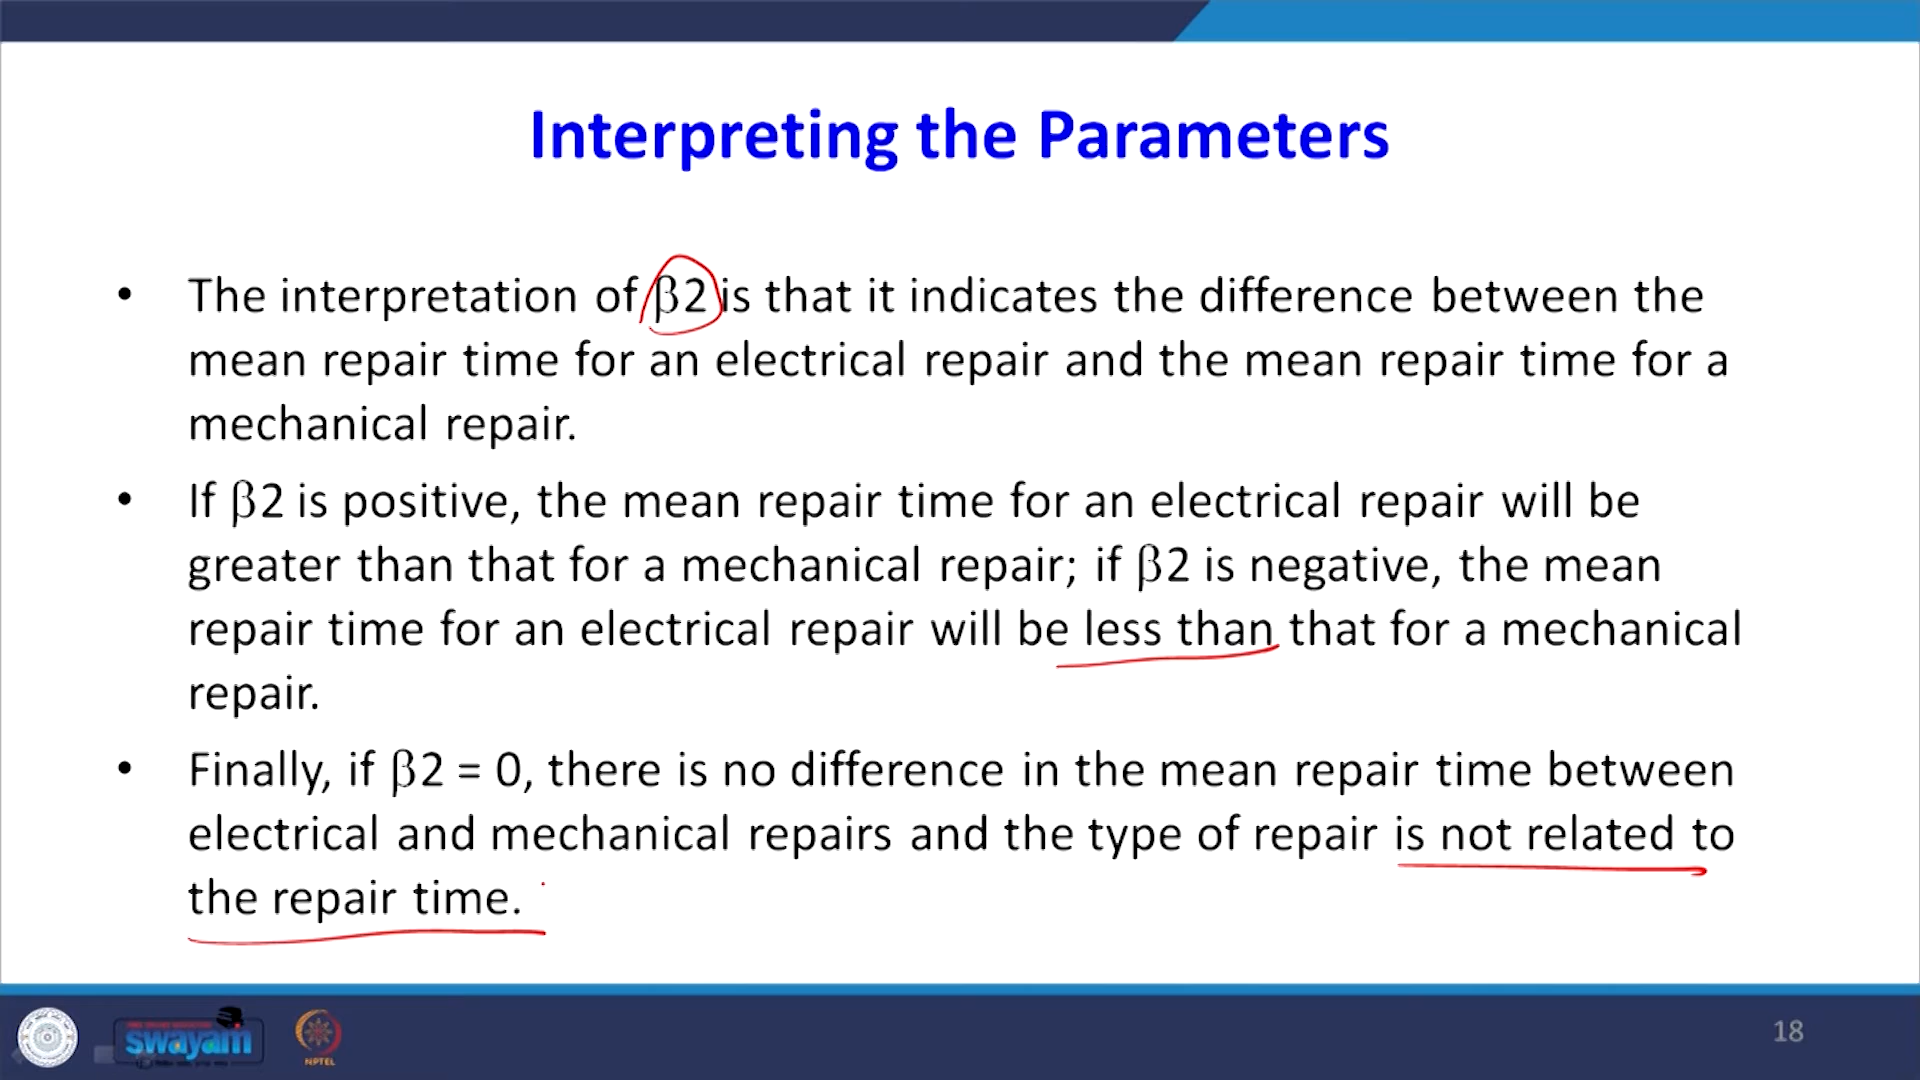 Interpreting the Parameters
• The interpretation of β2 is that it indicates the difference between the
mean repair time for an electrical repair and the mean repair time for a
mechanical repair.
• If β2 is positive, the mean repair time for an electrical repair will be
greater than that for a mechanical repair; if β2 is negative, the mean
repair time for an electrical repair will be less than that for a mechanical
repair.
• Finally, if β2 = 0, there is no difference in the mean repair time between
electrical and mechanical repairs and the type of repair is not related to
the repair time.
swayam
NPTEL
18